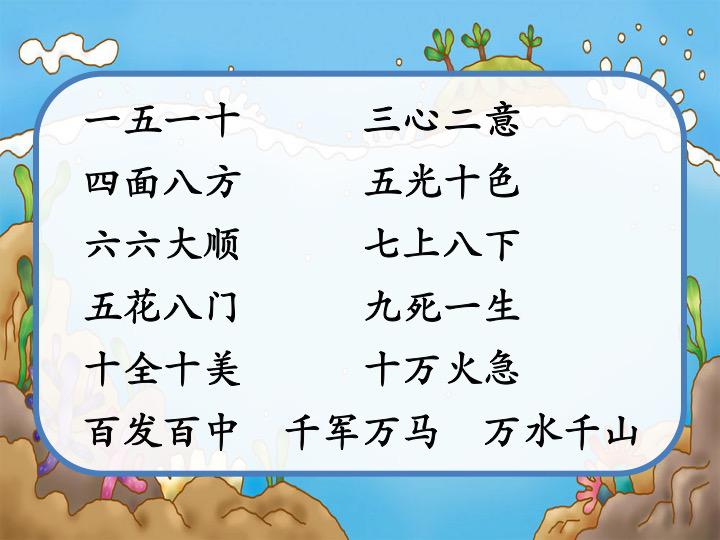 一五一十 三心二意
四面八方 五光十色
六六大顺 七上八下
五花八门 九死一生
十全十美 十万火急
百发百中 千军万马 万水千山